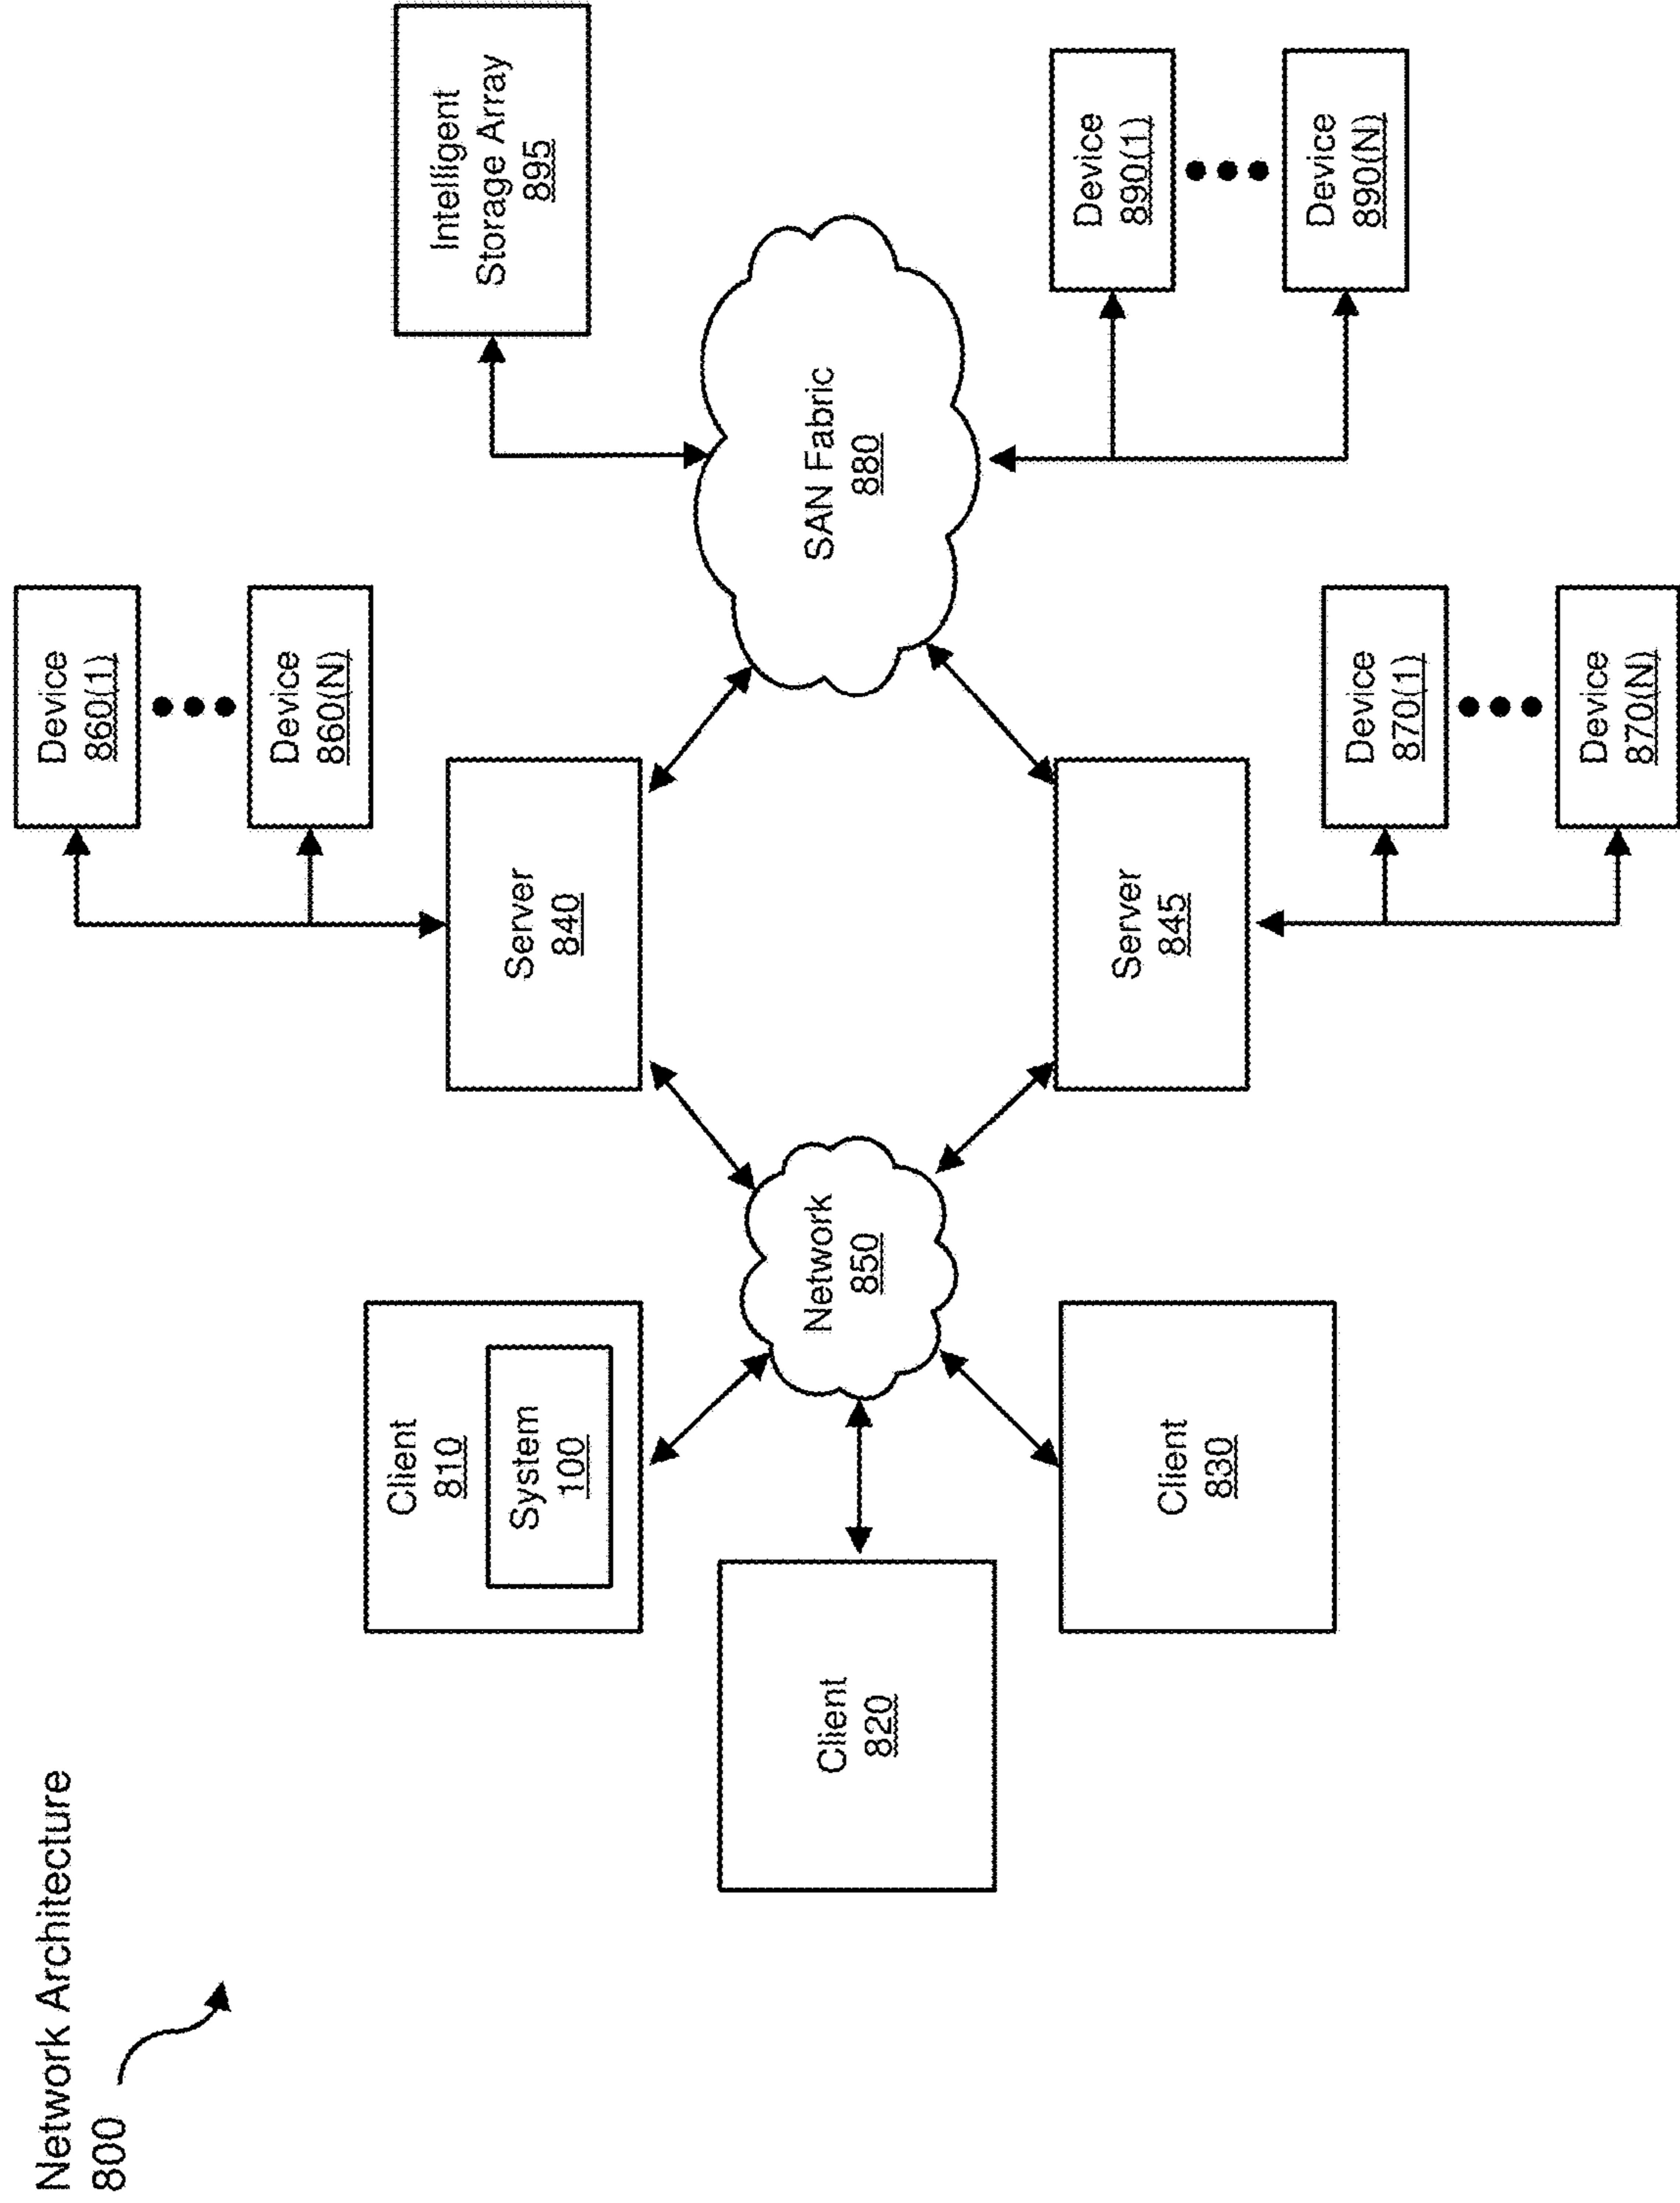 Network Architecture
800
Client
810
System
100
Client
820
Client
830
Network
850
Server
840
Server
845
Device
860(1)
Device
860(N)
Device
870(1)
Device
870(N)
SAN Fabric
880
Intelligent
Storage Array
895
Device
890(1)
Device
890(N)